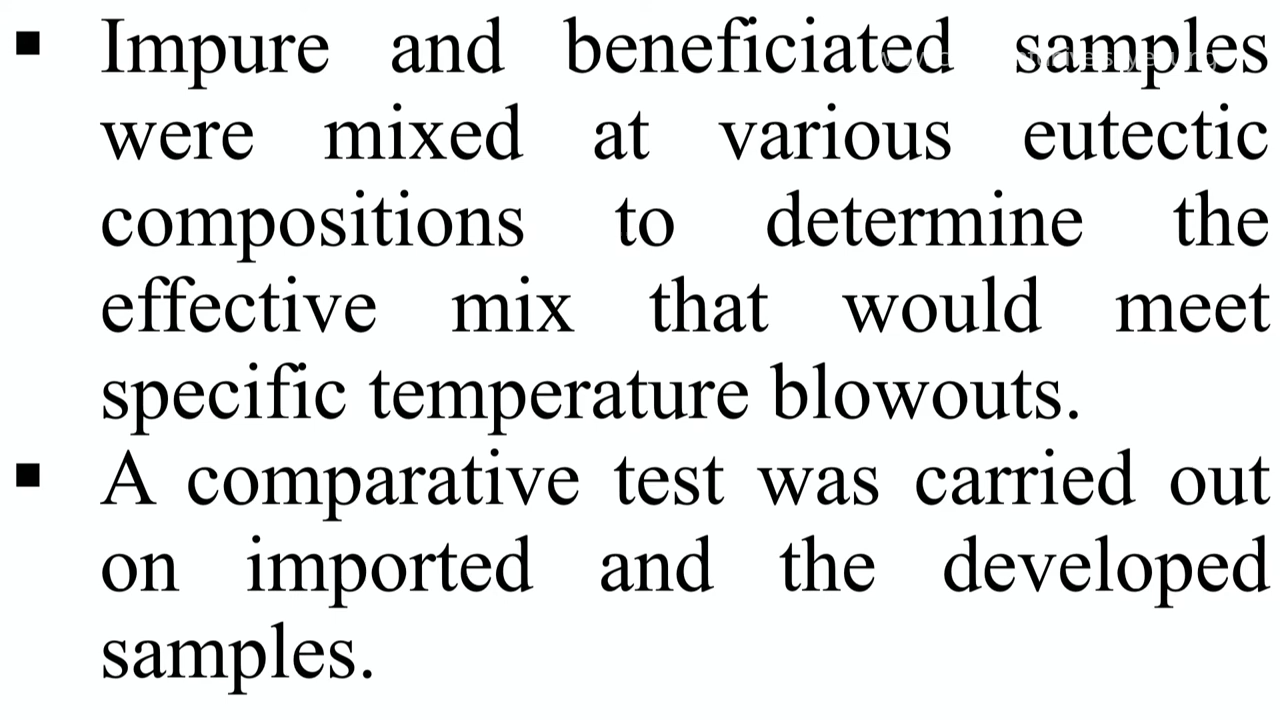 ▪ Impure and beneficiated samples
were mixed at various eutectic
compositions to determine the
effective mix that would meet
specific temperature blowouts.
▪ A comparative test was carried out
on imported and the developed
samples.